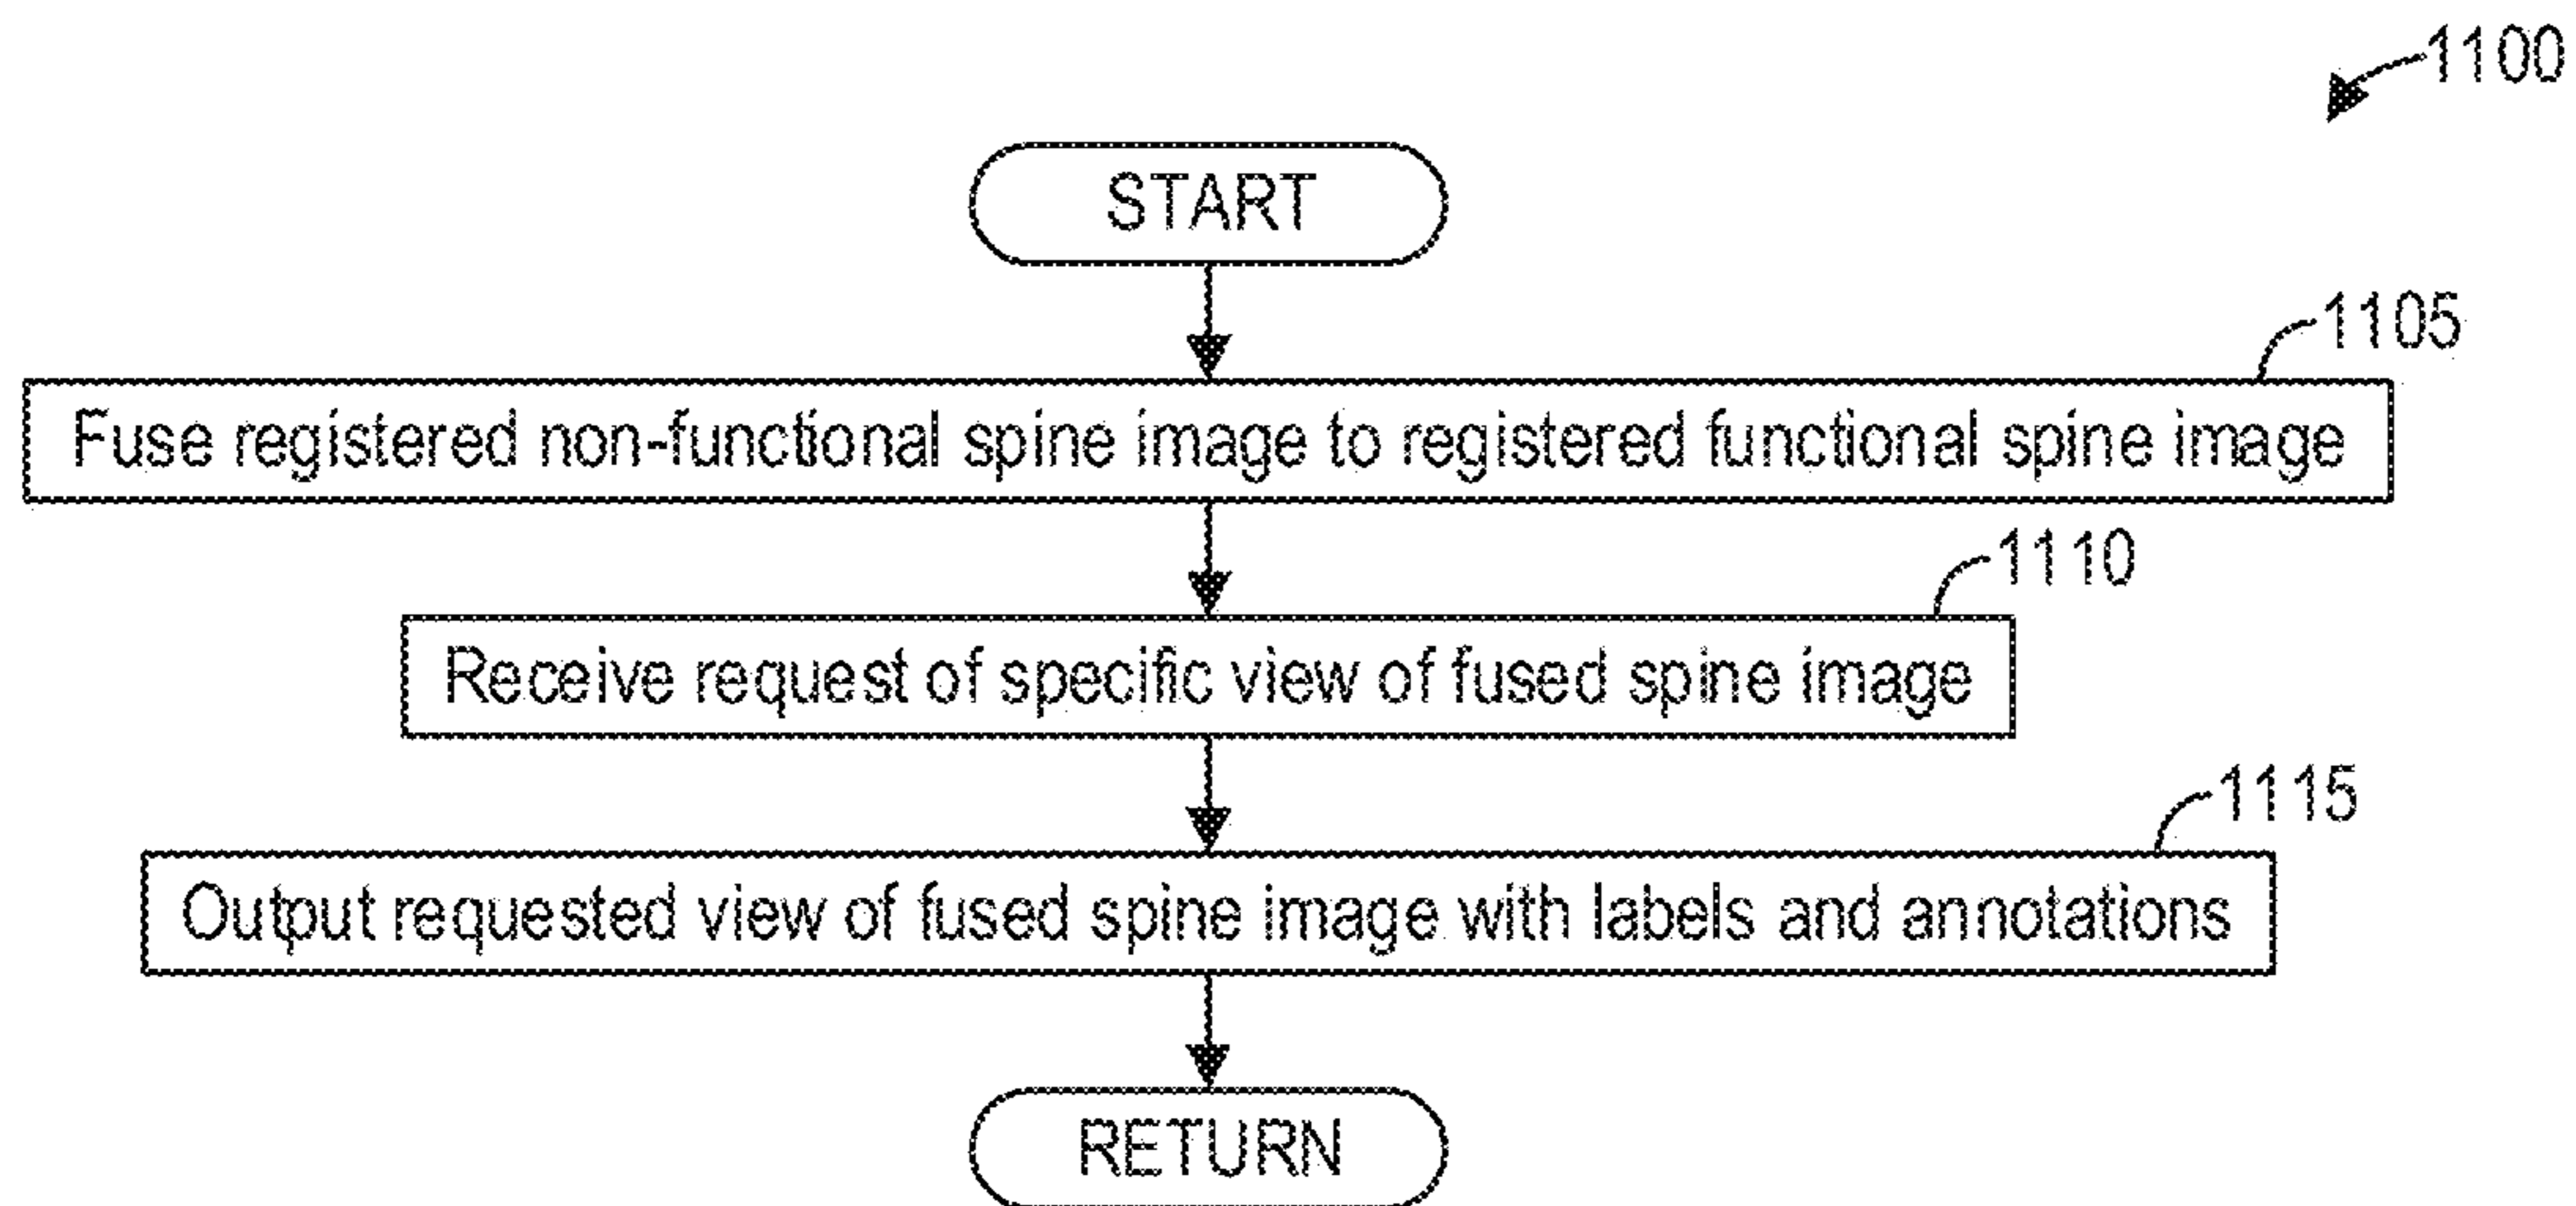 1100
START
1105
Fuse registered non-functional spine image to registered functional spine image
1110
Receive request of specific view of fused spine image
1115
Output requested view of fused spine image with labels and annotations
RETURN